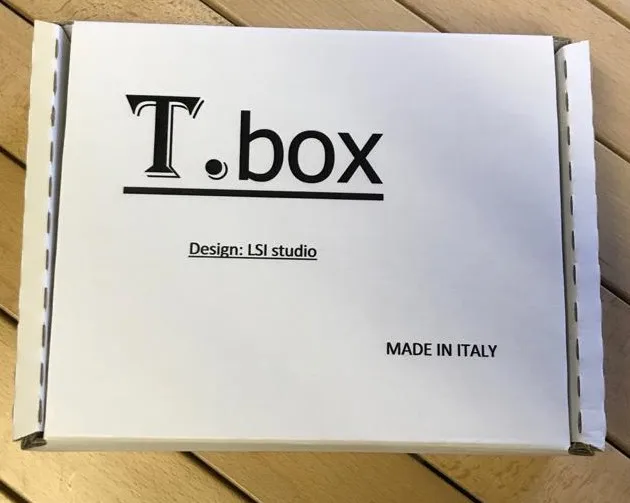 T.box
Design: LSI studio
MADE IN ITALY